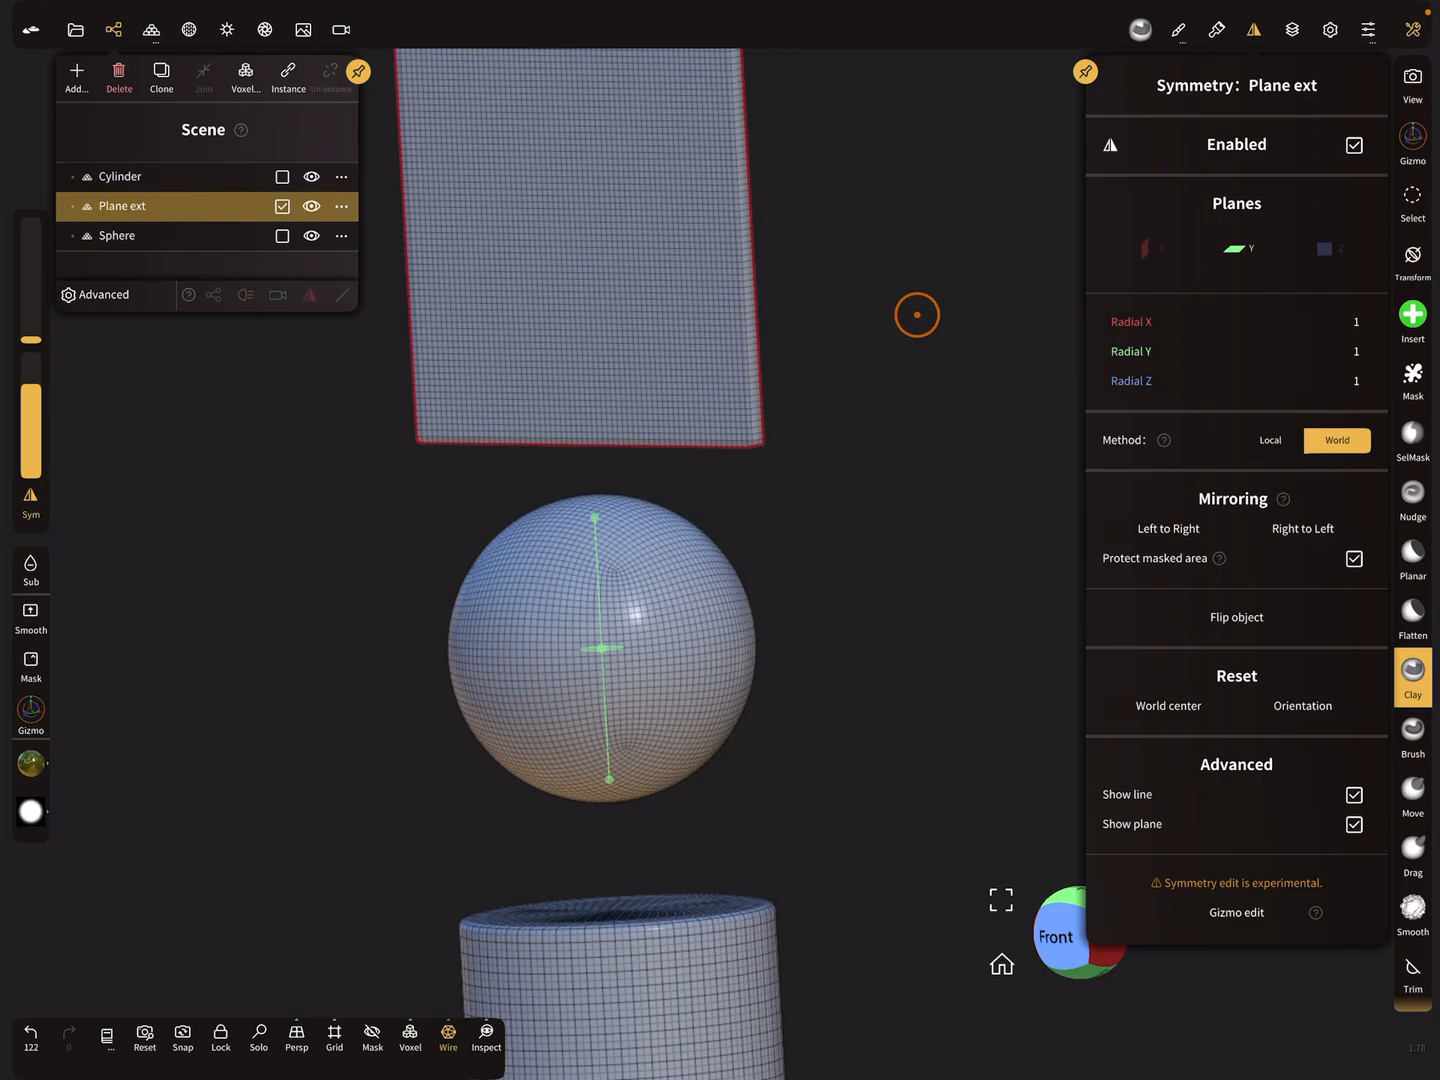 Add...
Delete
Clone
Join
Voxel...
Instance
Un-instance
Scene
Cylinder
Plane ext
Sphere
Advanced
Sym
Sub
Smooth
Mask
Gizmo
122
0
...
Reset
Snap
Lock
Solo
Persp
Grid
Mask
Voxel
Wire
Inspect
Front
Symmetry: Plane ext
Enabled
Planes
X
Y
Z
Radial X 1
Radial Y 1
Radial Z 1
Method: Local World
Mirroring
Left to Right Right to Left
Protect masked area
Flip object
Reset
World center Orientation
Advanced
Show line
Show plane
Symmetry edit is experimental.
Gizmo edit
View
Gizmo
Select
Transform
Insert
Mask
SelMask
Nudge
Planar
Flatten
Clay
Brush
Move
Drag
Smooth
Trim
1.78